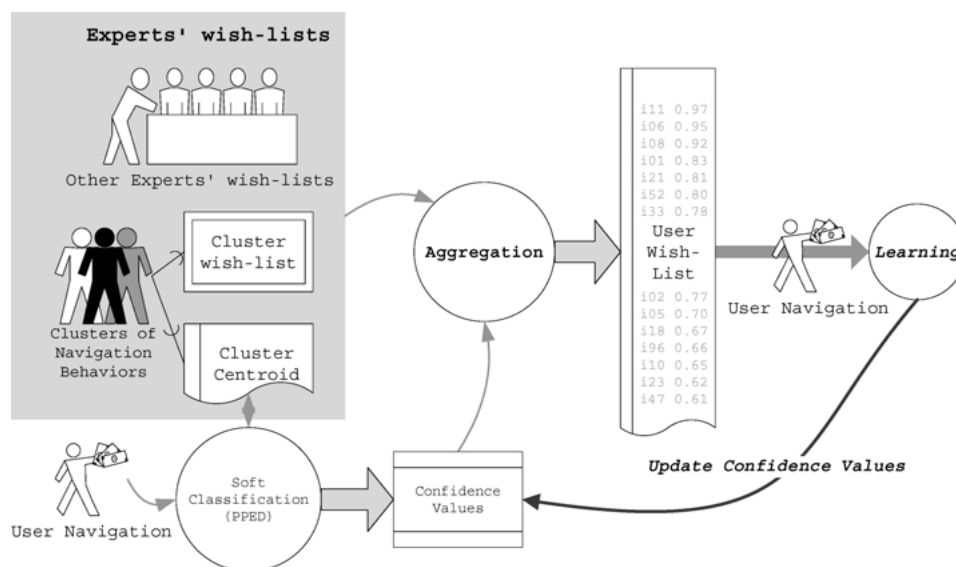 Experts' wish-lists
Other Experts' wish-lists
Cluster
wish-list
Clusters of
Navigation
Behaviors
Cluster
Centroid
User Navigation
Soft
Classification
(PPED)
Confidence
Values
Aggregation
i11 0.97
i06 0.95
i08 0.92
i01 0.83
i21 0.81
i52 0.80
i33 0.78
User
Wish-
List
i02 0.77
i05 0.70
i18 0.67
i96 0.66
i10 0.65
i23 0.62
i47 0.61
User Navigation
Learning
Update Confidence Values